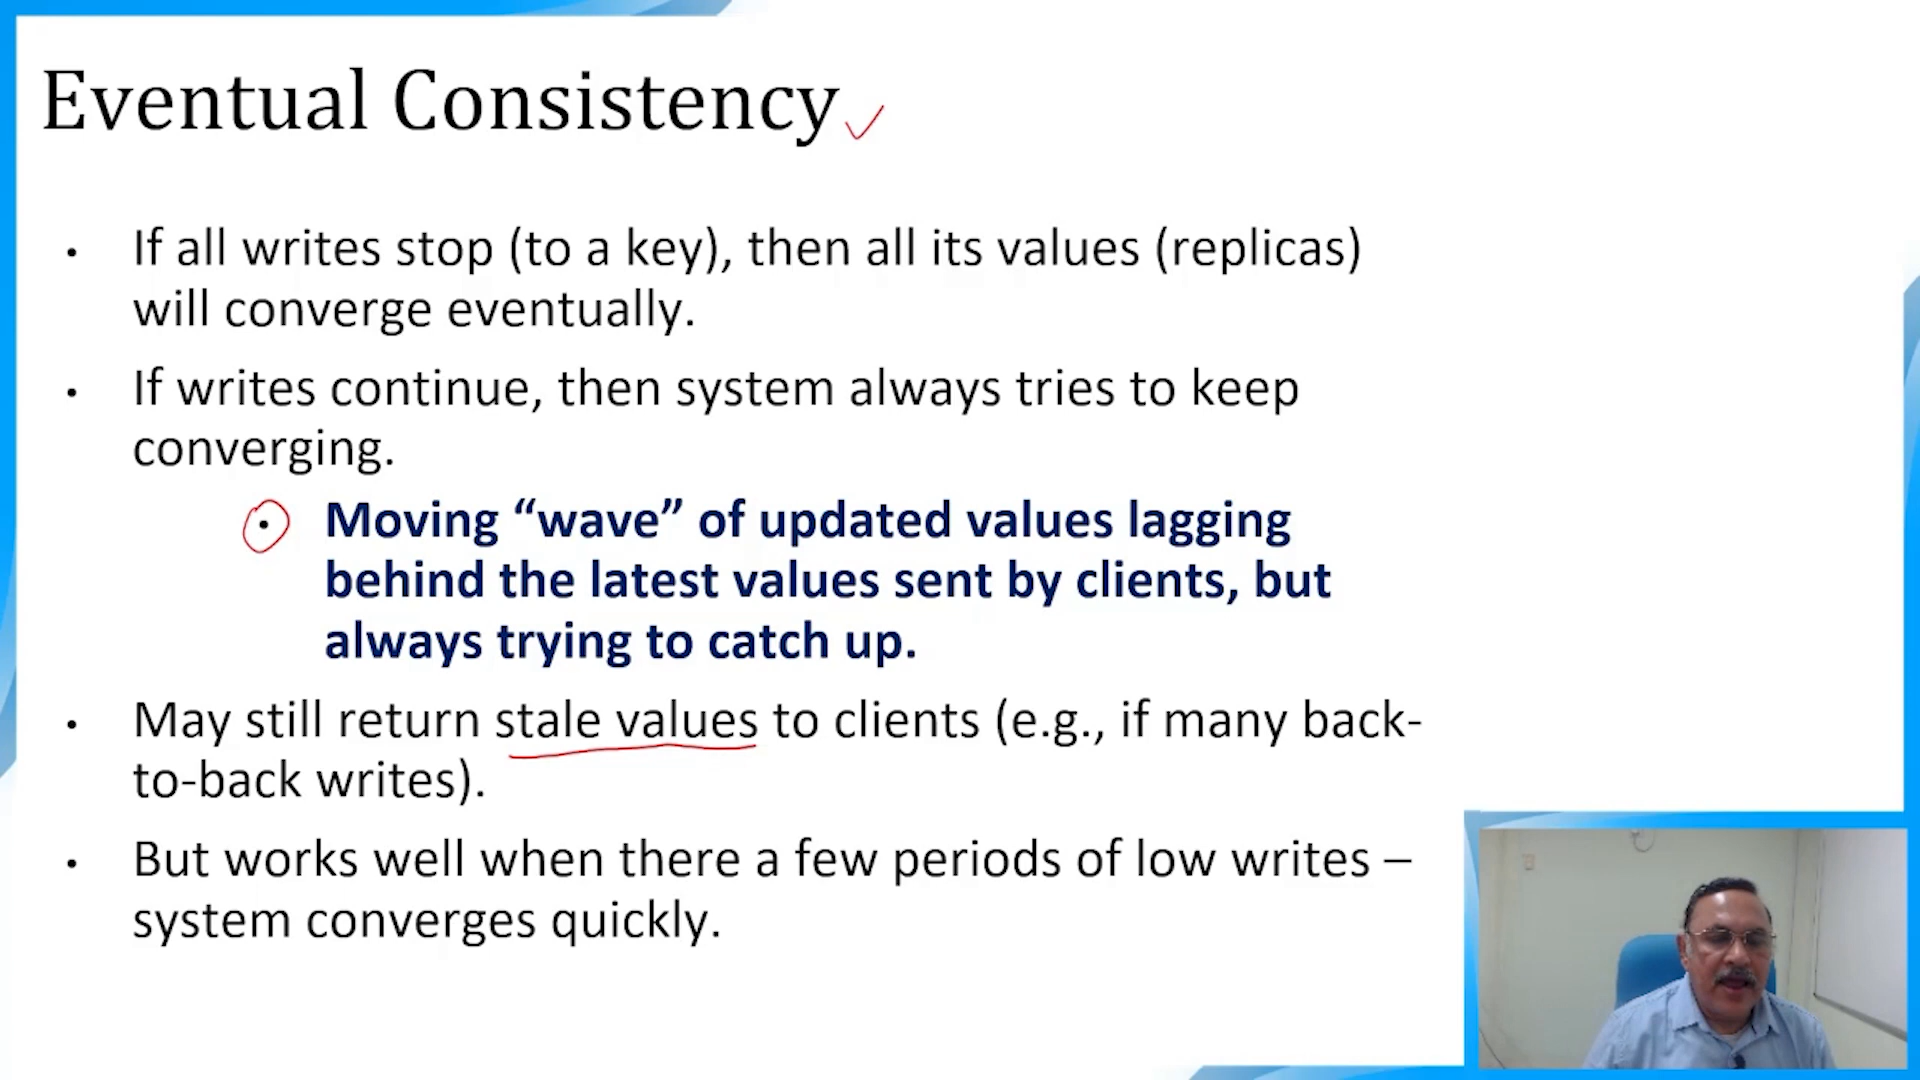 Eventual Consistency
• If all writes stop (to a key), then all its values (replicas)
will converge eventually.
• If writes continue, then system always tries to keep
converging.
• Moving “wave” of updated values lagging
behind the latest values sent by clients, but
always trying to catch up.
• May still return stale values to clients (e.g., if many back-
to-back writes).
• But works well when there a few periods of low writes –
system converges quickly.